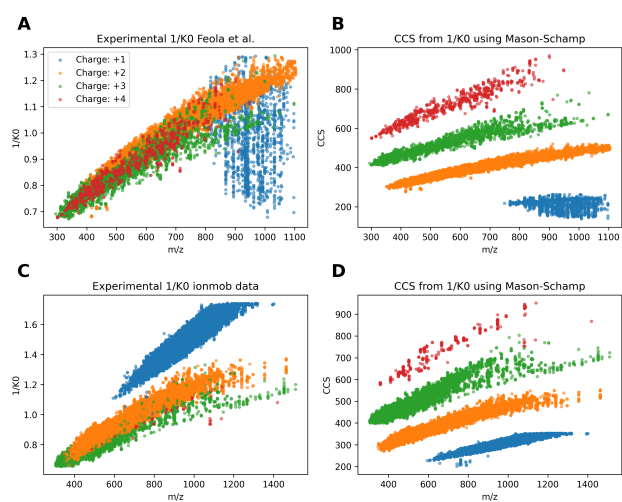 A
Experimental 1/K0 Feola et al.
1.3
1.2
1.1
1.0
0.9
0.8
0.7
1/K0
Charge: +1
Charge: +2
Charge: +3
Charge: +4
300 400 500 600 700 800 900 1000 1100
m/z
B
CCS from 1/K0 using Mason-Schamp
1000
800
600
400
200
CCS
300 400 500 600 700 800 900 1000 1100
m/z
C
Experimental 1/K0 ionmob data
1.6
1.4
1.2
1.0
0.8
1/K0
400 600 800 1000 1200 1400
m/z
D
CCS from 1/K0 using Mason-Schamp
900
800
700
600
500
400
300
200
CCS
400 600 800 1000 1200 1400
m/z